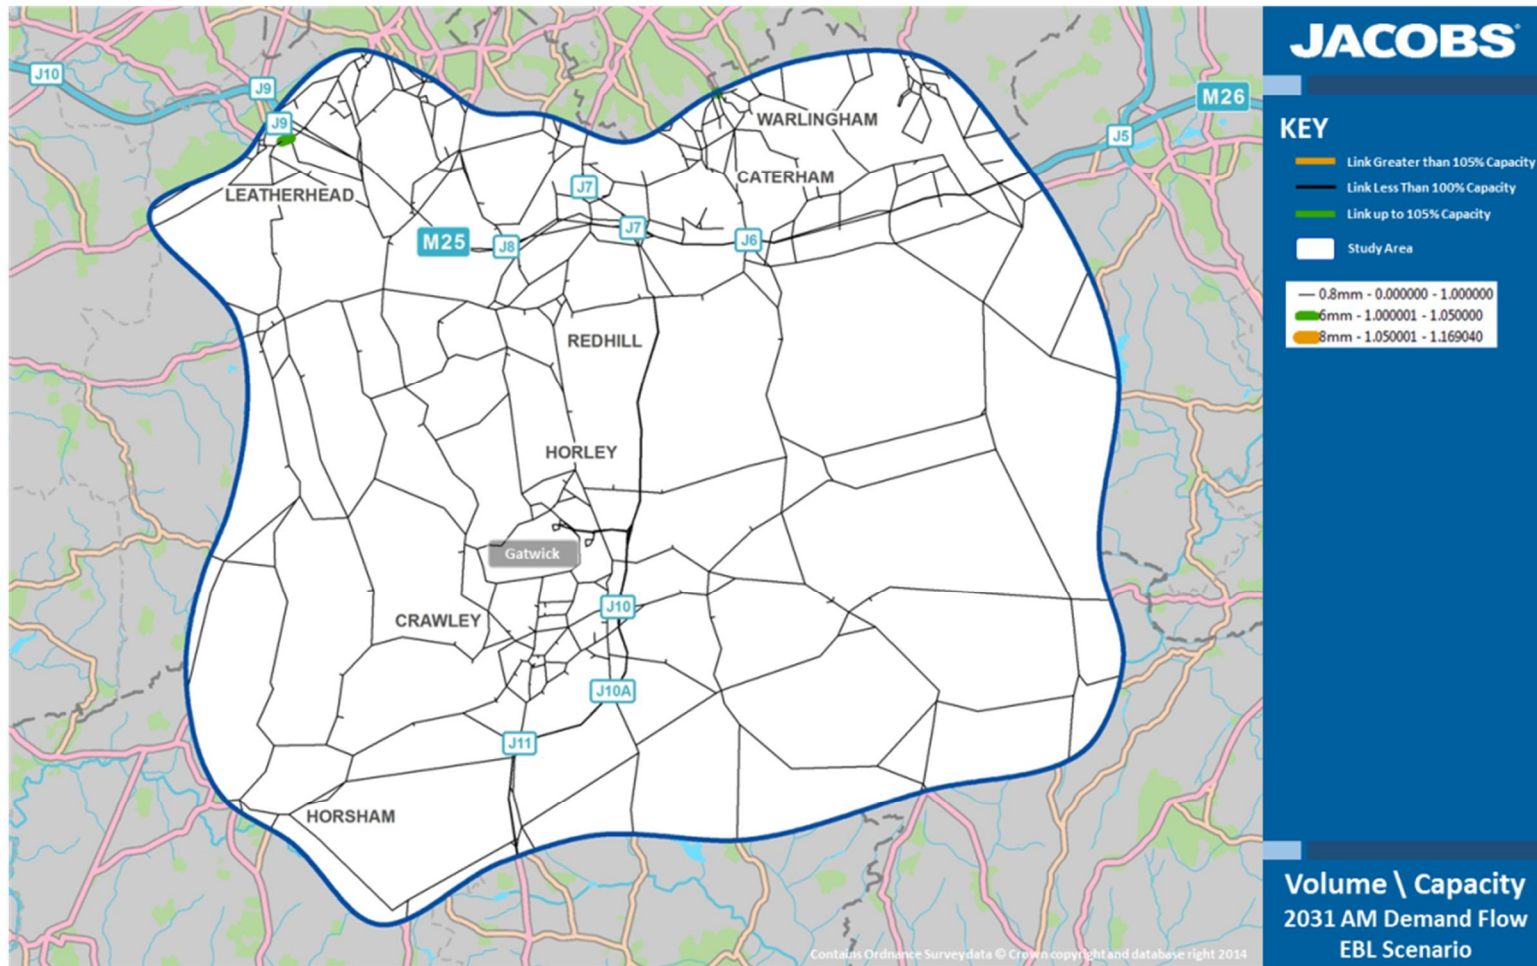 JACOBS
KEY
Link Greater than 105% Capacity
Link Less Than 100% Capacity
Link up to 105% Capacity
Study Area
0.8mm - 0.000000 - 1.000000
6mm - 1.000001 - 1.050000
8mm - 1.050001 - 1.169040
Volume \ Capacity
2031 AM Demand Flow
EBL Scenario
J10
J9
J9
M26
J5
WARLINGHAM
CATERHAM
LEATHERHEAD
J7
M25
J8
J7
J6
REDHILL
HORLEY
Gatwick
J10
CRAWLEY
J10A
J11
HORSHAM
Contains Ordnance Survey data © Crown copyright and database right 2014